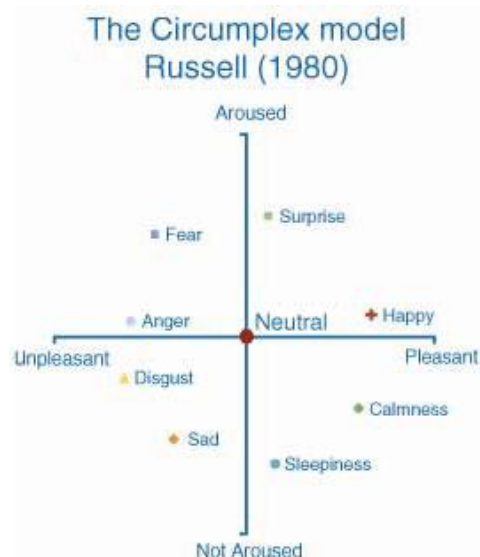 The Circumplex model
Russell (1980)
Aroused
Surprise
Fear
Anger
Neutral
Happy
Unpleasant
Pleasant
Disgust
Calmness
Sad
Sleepiness
Not Aroused